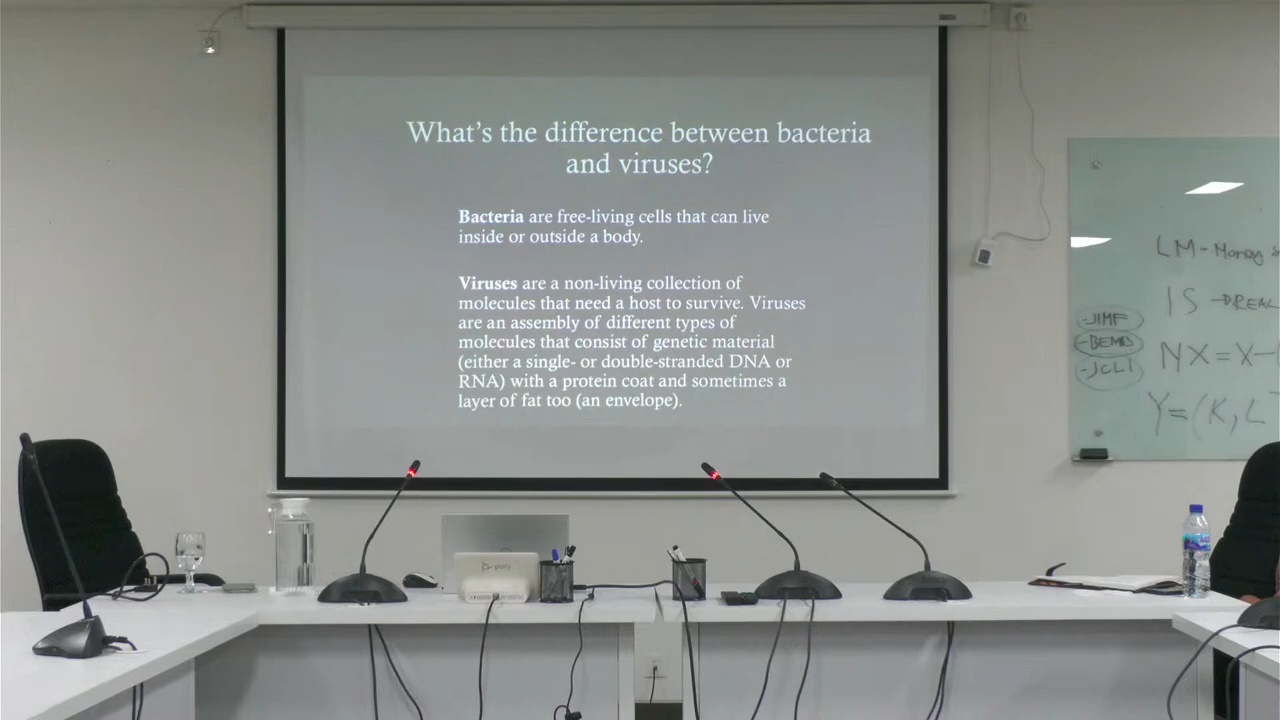 What's the difference between bacteria
and viruses?
Bacteria are free-living cells that can live
inside or outside a body.
Viruses are a non-living collection of
molecules that need a host to survive. Viruses
are an assembly of different types of
molecules that consist of genetic material
(either a single- or double-stranded DNA or
RNA) with a protein coat and sometimes a
layer of fat too (an envelope).
LM - Money
IS
-JIMF
-JCLI
NX = X -
Y = (K, L
poly